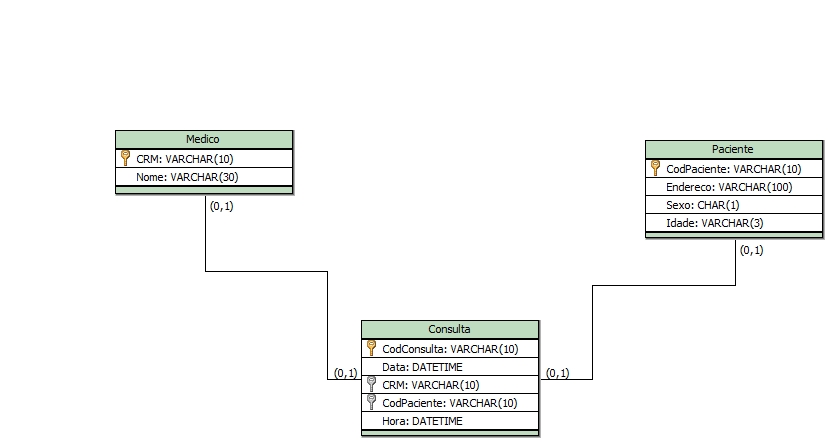 Medico
CRM: VARCHAR(10)
Nome: VARCHAR(30)
(0,1)
Paciente
CodPaciente: VARCHAR(10)
Endereco: VARCHAR(100)
Sexo: CHAR(1)
Idade: VARCHAR(3)
(0,1)
Consulta
CodConsulta: VARCHAR(10)
Data: DATETIME
CRM: VARCHAR(10)
CodPaciente: VARCHAR(10)
Hora: DATETIME
(0,1)
(0,1)